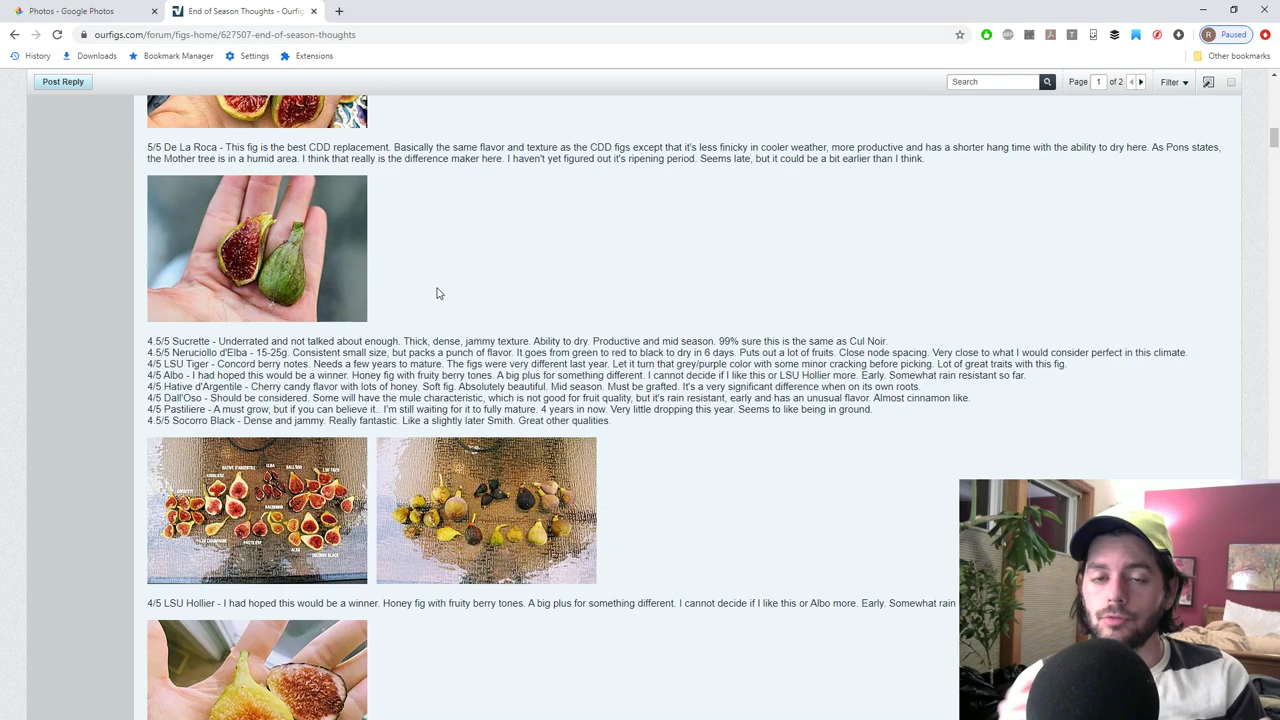 Photos - Google Photos
End of Season Thoughts - Ourfig
ourfigs.com/forum/figs-home/627507-end-of-season-thoughts
R Paused
History Downloads Bookmark Manager Settings Extensions Other bookmarks
Post Reply Search Page 1 of 2 Filter
5/5 De La Roca - This fig is the best CDD replacement. Basically the same flavor and texture as the CDD figs except that it's less finicky in cooler weather, more productive and has a shorter hang time with the ability to dry here. As Pons states,
the Mother tree is in a humid area. I think that really is the difference maker here. I haven't yet figured out it's ripening period. Seems late, but it could be a bit earlier than I think.
4.5/5 Sucrette - Underrated and not talked about enough. Thick, dense, jammy texture. Ability to dry. Productive and mid season. 99% sure this is the same as Cul Noir.
4.5/5 Neruciollo d'Elba - 15-25g. Consistent small size, but packs a punch of flavor. It goes from green to red to black to dry in 6 days. Puts out a lot of fruits. Close node spacing. Very close to what I would consider perfect in this climate.
4.5/5 LSU Tiger - Concord berry notes. Needs a few years to mature. The figs were very different last year. Let it turn that grey/purple color with some minor cracking before picking. Lot of great traits with this fig.
4.5/5 Albo - I had hoped this would be a winner. Honey fig with fruity berry tones. A big plus for something different. I cannot decide if I like this or LSU Hollier more. Early. Somewhat rain resistant so far.
4.5/5 Hative d'Argentile - Cherry candy flavor with lots of honey. Soft fig. Absolutely beautiful. Mid season. Must be grafted. It's a very significant difference when on its own roots.
4.5/5 Dall'Oso - Should be considered. Some will have the mule characteristic, which is not good for fruit quality, but it's rain resistant, early and has an unusual flavor. Almost cinnamon like.
4.5/5 Pastiliere - A must grow, but if you can believe it.. I'm still waiting for it to fully mature. 4 years in now. Very little dropping this year. Seems to like being in ground.
4.5/5 Socorro Black - Dense and jammy. Really fantastic. Like a slightly later Smith. Great other qualities.
HATIVE D'ARGENTILE
ELBA
LSU TIGER
PASTILIERE
ALBO
SOCORRO BLACK
4/5 LSU Hollier - I had hoped this would be a winner. Honey fig with fruity berry tones. A big plus for something different. I cannot decide if I like this or Albo more. Early. Somewhat rain